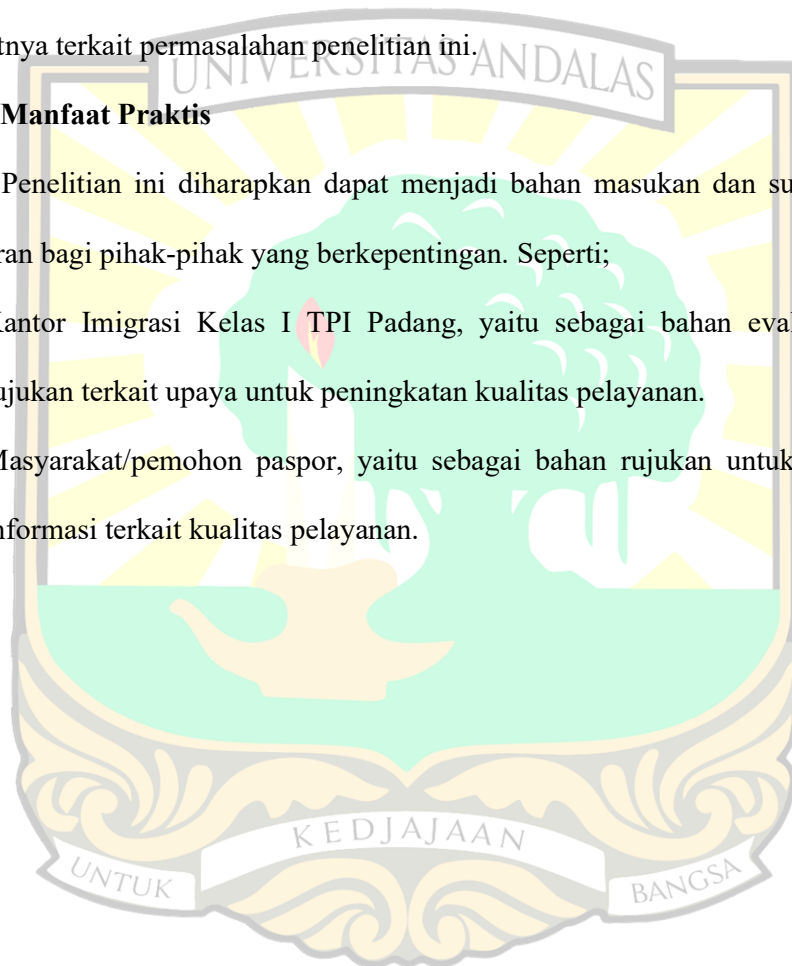 tnya terkait permasalahan penelitian ini.
UNIVERSITAS ANDALAS
Manfaat Praktis
Penelitian ini diharapkan dapat menjadi bahan masukan dan su
ran bagi pihak-pihak yang berkepentingan. Seperti;
Kantor Imigrasi Kelas I TPI Padang, yaitu sebagai bahan eval
ujukan terkait upaya untuk peningkatan kualitas pelayanan.
Masyarakat/pemohon paspor, yaitu sebagai bahan rujukan untuk
nformasi terkait kualitas pelayanan.
UNTUK KEDJAJAAN BANGSA